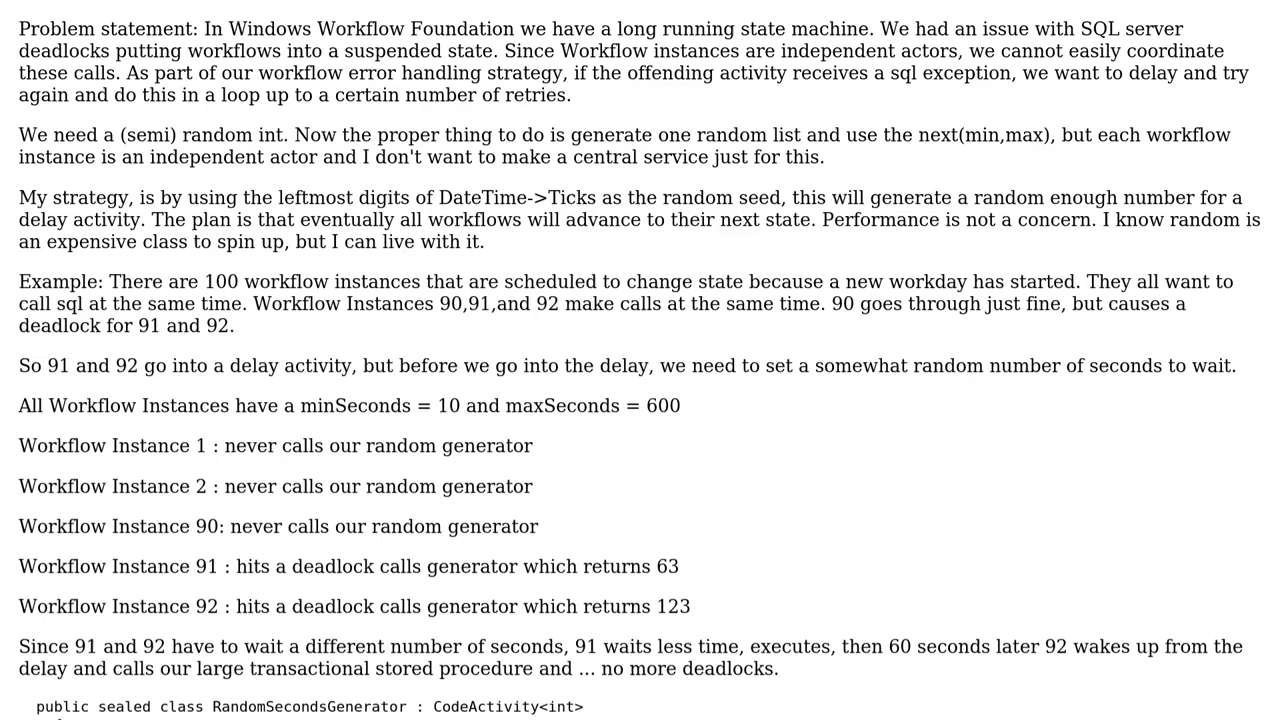 Problem statement: In Windows Workflow Foundation we have a long running state machine. We had an issue with SQL server
deadlocks putting workflows into a suspended state. Since Workflow instances are independent actors, we cannot easily coordinate
these calls. As part of our workflow error handling strategy, if the offending activity receives a sql exception, we want to delay and try
again and do this in a loop up to a certain number of retries.
We need a (semi) random int. Now the proper thing to do is generate one random list and use the next(min,max), but each workflow
instance is an independent actor and I don't want to make a central service just for this.
My strategy, is by using the leftmost digits of DateTime->Ticks as the random seed, this will generate a random enough number for a
delay activity. The plan is that eventually all workflows will advance to their next state. Performance is not a concern. I know random is
an expensive class to spin up, but I can live with it.
Example: There are 100 workflow instances that are scheduled to change state because a new workday has started. They all want to
call sql at the same time. Workflow Instances 90,91,and 92 make calls at the same time. 90 goes through just fine, but causes a
deadlock for 91 and 92.
So 91 and 92 go into a delay activity, but before we go into the delay, we need to set a somewhat random number of seconds to wait.
All Workflow Instances have a minSeconds = 10 and maxSeconds = 600
Workflow Instance 1 : never calls our random generator
Workflow Instance 2 : never calls our random generator
Workflow Instance 90: never calls our random generator
Workflow Instance 91 : hits a deadlock calls generator which returns 63
Workflow Instance 92 : hits a deadlock calls generator which returns 123
Since 91 and 92 have to wait a different number of seconds, 91 waits less time, executes, then 60 seconds later 92 wakes up from the
delay and calls our large transactional stored procedure and ... no more deadlocks.
public sealed class RandomSecondsGenerator : CodeActivity<int>